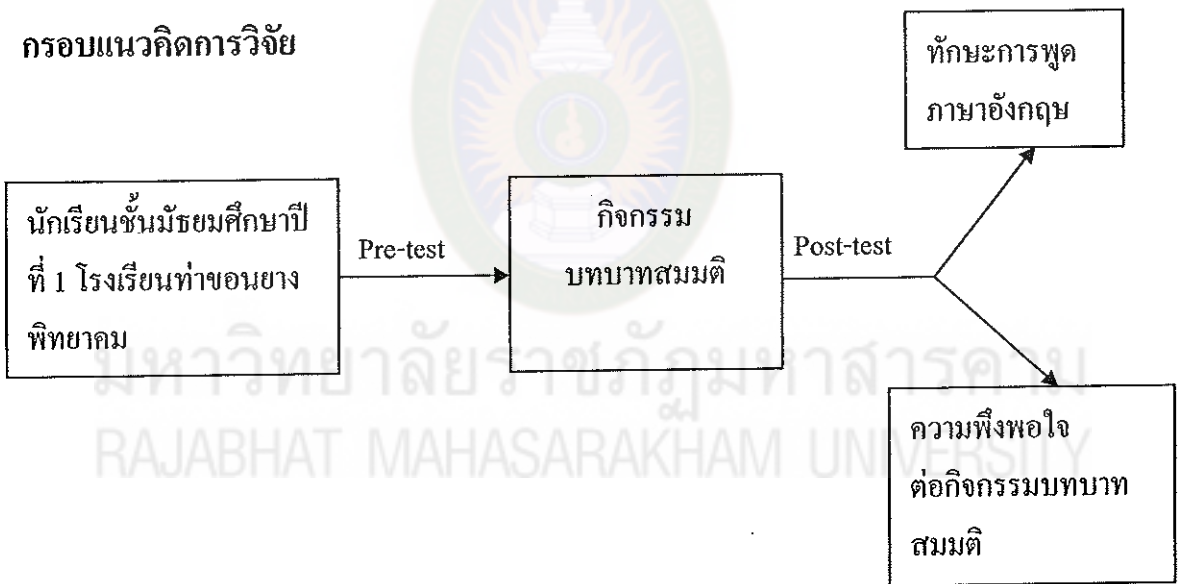 กรอบแนวคิดการวิจัย
ทักษะการพูด
ภาษาอังกฤษ
นักเรียนชั้นมัธยมศึกษาปี
ที่ 1 โรงเรียนท่าขอนยาง
พิทยาคม
Pre-test
กิจกรรม
บทบาทสมมติ
Post-test
ความพึงพอใจ
ต่อกิจกรรมบทบาท
สมมติ
มหาวิทยาลัยราชภัฏมหาสารคาม
RAJABHAT MAHASARAKHAM UNIVERSITY